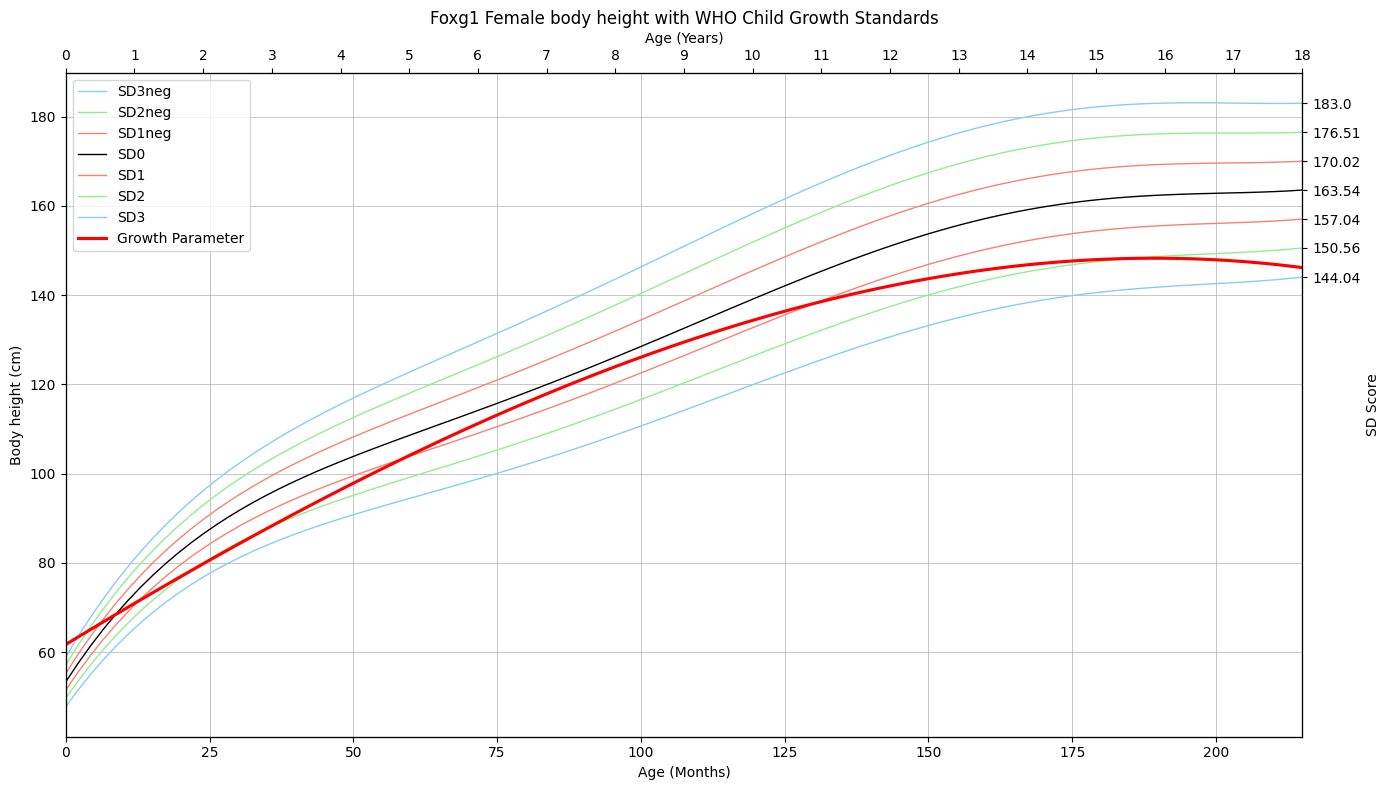 Foxg1 Female body height with WHO Child Growth Standards
Age (Years)
0 1 2 3 4 5 6 7 8 9 10 11 12 13 14 15 16 17 18
SD3neg
SD2neg
SD1neg
SD0
SD1
SD2
SD3
Growth Parameter
180
160
140
120
100
80
60
Body height (cm)
183.0
176.51
170.02
163.54
157.04
150.56
144.04
SD Score
0 25 50 75 100 125 150 175 200
Age (Months)